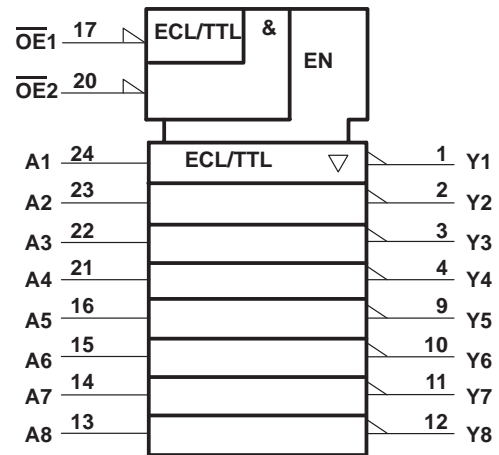 OE1 17 ECL/TTL & EN
OE2 20
A1 24 ECL/TTL ▽ 1 Y1
A2 23 2 Y2
A3 22 3 Y3
A4 21 4 Y4
A5 16 9 Y5
A6 15 10 Y6
A7 14 11 Y7
A8 13 12 Y8